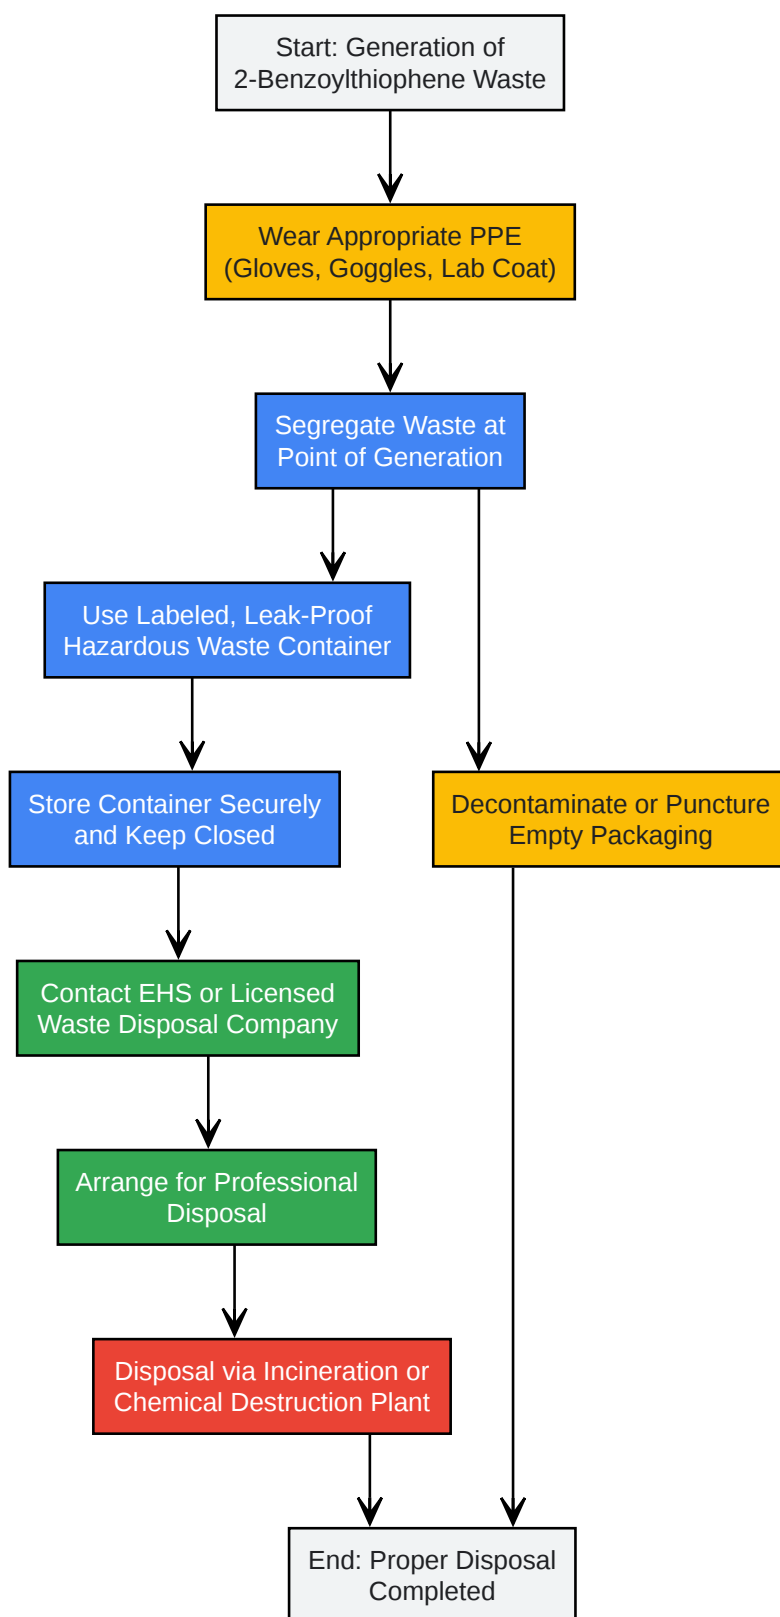 Start: Generation of
2-Benzoylthiophene Waste
Wear Appropriate PPE
(Gloves, Goggles, Lab Coat)
Segregate Waste at
Point of Generation
Use Labeled, Leak-Proof
Hazardous Waste Container
Store Container Securely
and Keep Closed
Decontaminate or Puncture
Empty Packaging
Contact EHS or Licensed
Waste Disposal Company
Arrange for Professional
Disposal
Disposal via Incineration or
Chemical Destruction Plant
End: Proper Disposal
Completed